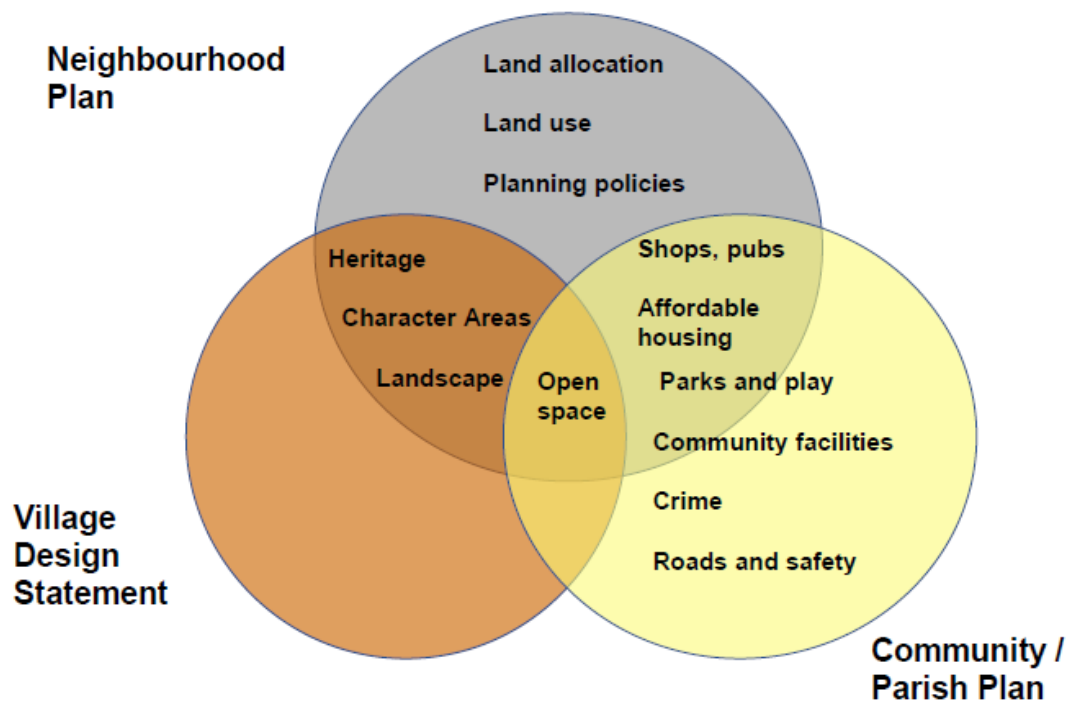 Neighbourhood
Plan
Land allocation
Land use
Planning policies
Heritage
Character Areas
Landscape
Shops, pubs
Affordable
housing
Open
space
Parks and play
Community facilities
Crime
Roads and safety
Village
Design
Statement
Community /
Parish Plan